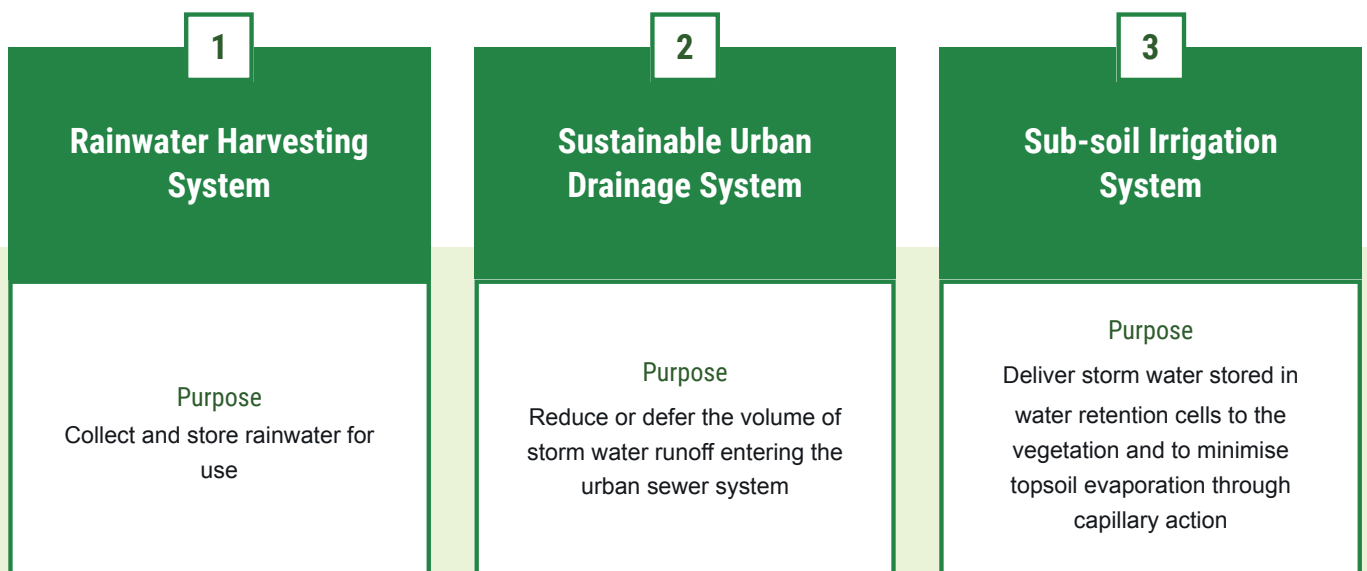 1
Rainwater Harvesting
System
Purpose
Collect and store rainwater for
use
2
Sustainable Urban
Drainage System
Purpose
Reduce or defer the volume of
storm water runoff entering the
urban sewer system
3
Sub-soil Irrigation
System
Purpose
Deliver storm water stored in
water retention cells to the
vegetation and to minimise
topsoil evaporation through
capillary action